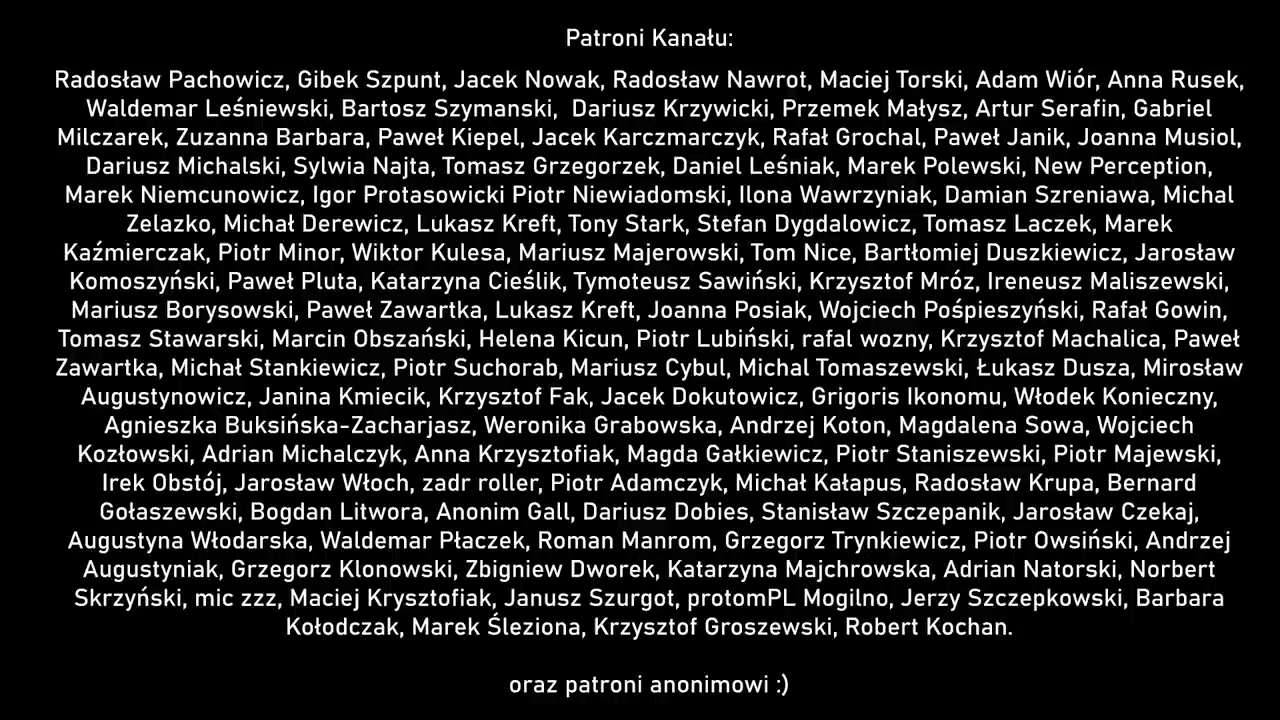 Patroni Kanału:
Radosław Pachowicz, Gibek Szpunt, Jacek Nowak, Radosław Nawrot, Maciej Torski, Adam Wiór, Anna Rusek,
Waldemar Leśniewski, Bartosz Szymanski,  Dariusz Krzywicki, Przemek Małysz, Artur Serafin, Gabriel
Milczarek, Zuzanna Barbara, Paweł Kiepel, Jacek Karczmarczyk, Rafał Grochal, Paweł Janik, Joanna Musiol,
Dariusz Michalski, Sylwia Najta, Tomasz Grzegorzek, Daniel Leśniak, Marek Polewski, New Perception,
Marek Niemcunowicz, Igor Protasowicki Piotr Niewiadomski, Ilona Wawrzyniak, Damian Szreniawa, Michal
Zelazko, Michał Derewicz, Lukasz Kreft, Tony Stark, Stefan Dygdalowicz, Tomasz Laczek, Marek
Kaźmierczak, Piotr Minor, Wiktor Kulesa, Mariusz Majerowski, Tom Nice, Bartłomiej Duszkiewicz, Jarosław
Komoszyński, Paweł Pluta, Katarzyna Cieślik, Tymoteusz Sawiński, Krzysztof Mróz, Ireneusz Maliszewski,
Mariusz Borysowski, Paweł Zawartka, Lukasz Kreft, Joanna Posiak, Wojciech Pośpieszyński, Rafał Gowin,
Tomasz Stawarski, Marcin Obszański, Helena Kicun, Piotr Lubiński, rafal wozny, Krzysztof Machalica, Paweł
Zawartka, Michał Stankiewicz, Piotr Suchorab, Mariusz Cybul, Michal Tomaszewski, Łukasz Dusza, Mirosław
Augustynowicz, Janina Kmiecik, Krzysztof Fak, Jacek Dokutowicz, Grigoris Ikonomu, Włodek Konieczny,
Agnieszka Buksińska-Zacharjasz, Weronika Grabowska, Andrzej Koton, Magdalena Sowa, Wojciech
Kozłowski, Adrian Michalczyk, Anna Krzysztofiak, Magda Gałkiewicz, Piotr Staniszewski, Piotr Majewski,
Irek Obstój, Jarosław Włoch, zadr roller, Piotr Adamczyk, Michał Kałapus, Radosław Krupa, Bernard
Gołaszewski, Bogdan Litwora, Anonim Gall, Dariusz Dobies, Stanisław Szczepanik, Jarosław Czekaj,
Augustyna Włodarska, Waldemar Płaczek, Roman Manrom, Grzegorz Trynkiewicz, Piotr Owsiński, Andrzej
Augustyniak, Grzegorz Klonowski, Zbigniew Dworek, Katarzyna Majchrowska, Adrian Natorski, Norbert
Skrzyński, mic zzz, Maciej Krysztofiak, Janusz Szurgot, protomPL Mogilno, Jerzy Szczepkowski, Barbara
Kołodczak, Marek Śleziona, Krzysztof Groszewski, Robert Kochan.
oraz patroni anonimowi :)